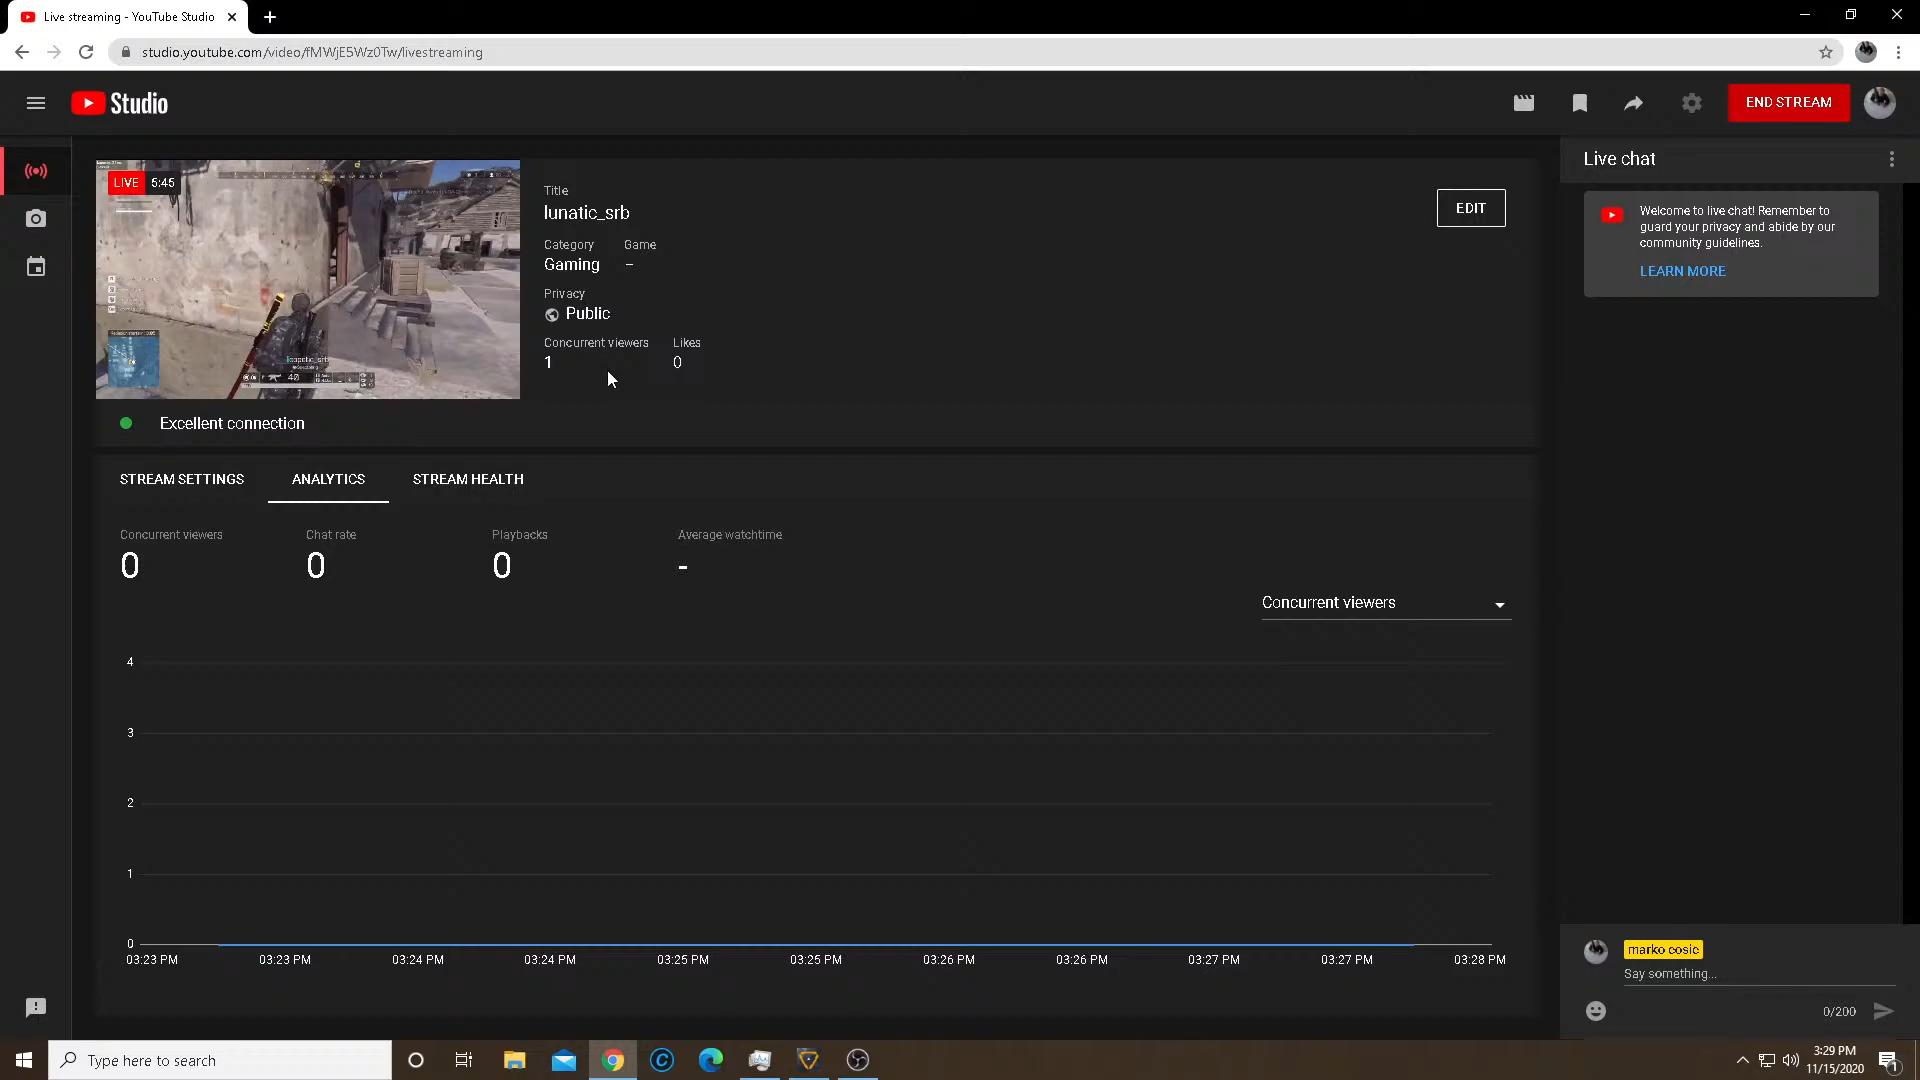 Live streaming - YouTube Studio
studio.youtube.com/video/fMWjE5Wz0Tw/livestreaming
Studio
END STREAM
LIVE 5:45
Title
lunatic_srb
Category Game
Gaming –
Privacy
Public
Concurrent viewers Likes
1 0
EDIT
Excellent connection
STREAM SETTINGS ANALYTICS STREAM HEALTH
Concurrent viewers Chat rate Playbacks Average watchtime
0 0 0 -
Concurrent viewers
4
3
2
1
0
03:23 PM 03:23 PM 03:24 PM 03:24 PM 03:25 PM 03:25 PM 03:26 PM 03:26 PM 03:27 PM 03:27 PM 03:28 PM
Live chat
Welcome to live chat! Remember to
guard your privacy and abide by our
community guidelines.
LEARN MORE
marko cosic
Say something...
0/200
Type here to search
3:29 PM
11/15/2020
1